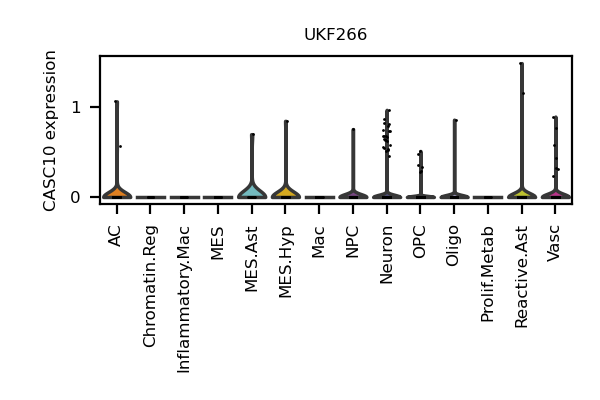 UKF266
CASC10 expression
1
0
AC
Chromatin.Reg
Inflammatory.Mac
MES
MES.Ast
MES.Hyp
Mac
NPC
Neuron
OPC
Oligo
Prolif.Metab
Reactive.Ast
Vasc